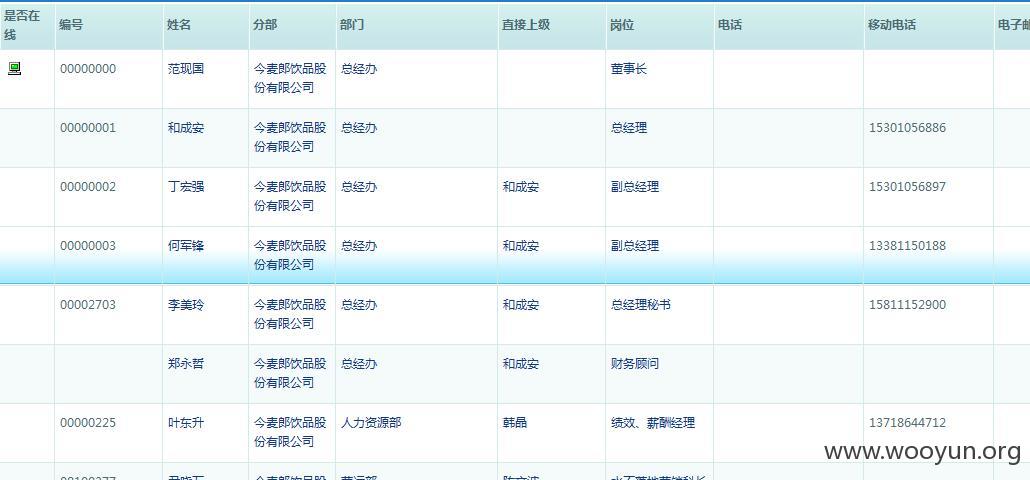 是否在线 编号 姓名 分部 部门 直接上级 岗位 电话 移动电话
00000000 范现国 今麦郎饮品股份有限公司 总经办 董事长
00000001 和成安 今麦郎饮品股份有限公司 总经办 总经理 15301056886
00000002 丁宏强 今麦郎饮品股份有限公司 总经办 和成安 副总经理 15301056897
00000003 何军锋 今麦郎饮品股份有限公司 总经办 和成安 副总经理 13381150188
00002703 李美玲 今麦郎饮品股份有限公司 总经办 和成安 总经理秘书 15811152900
郑永哲 今麦郎饮品股份有限公司 总经办 和成安 财务顾问
00000225 叶东升 今麦郎饮品股份有限公司 人力资源部 韩晶 绩效、薪酬经理 13718644712
www.wooyun.org